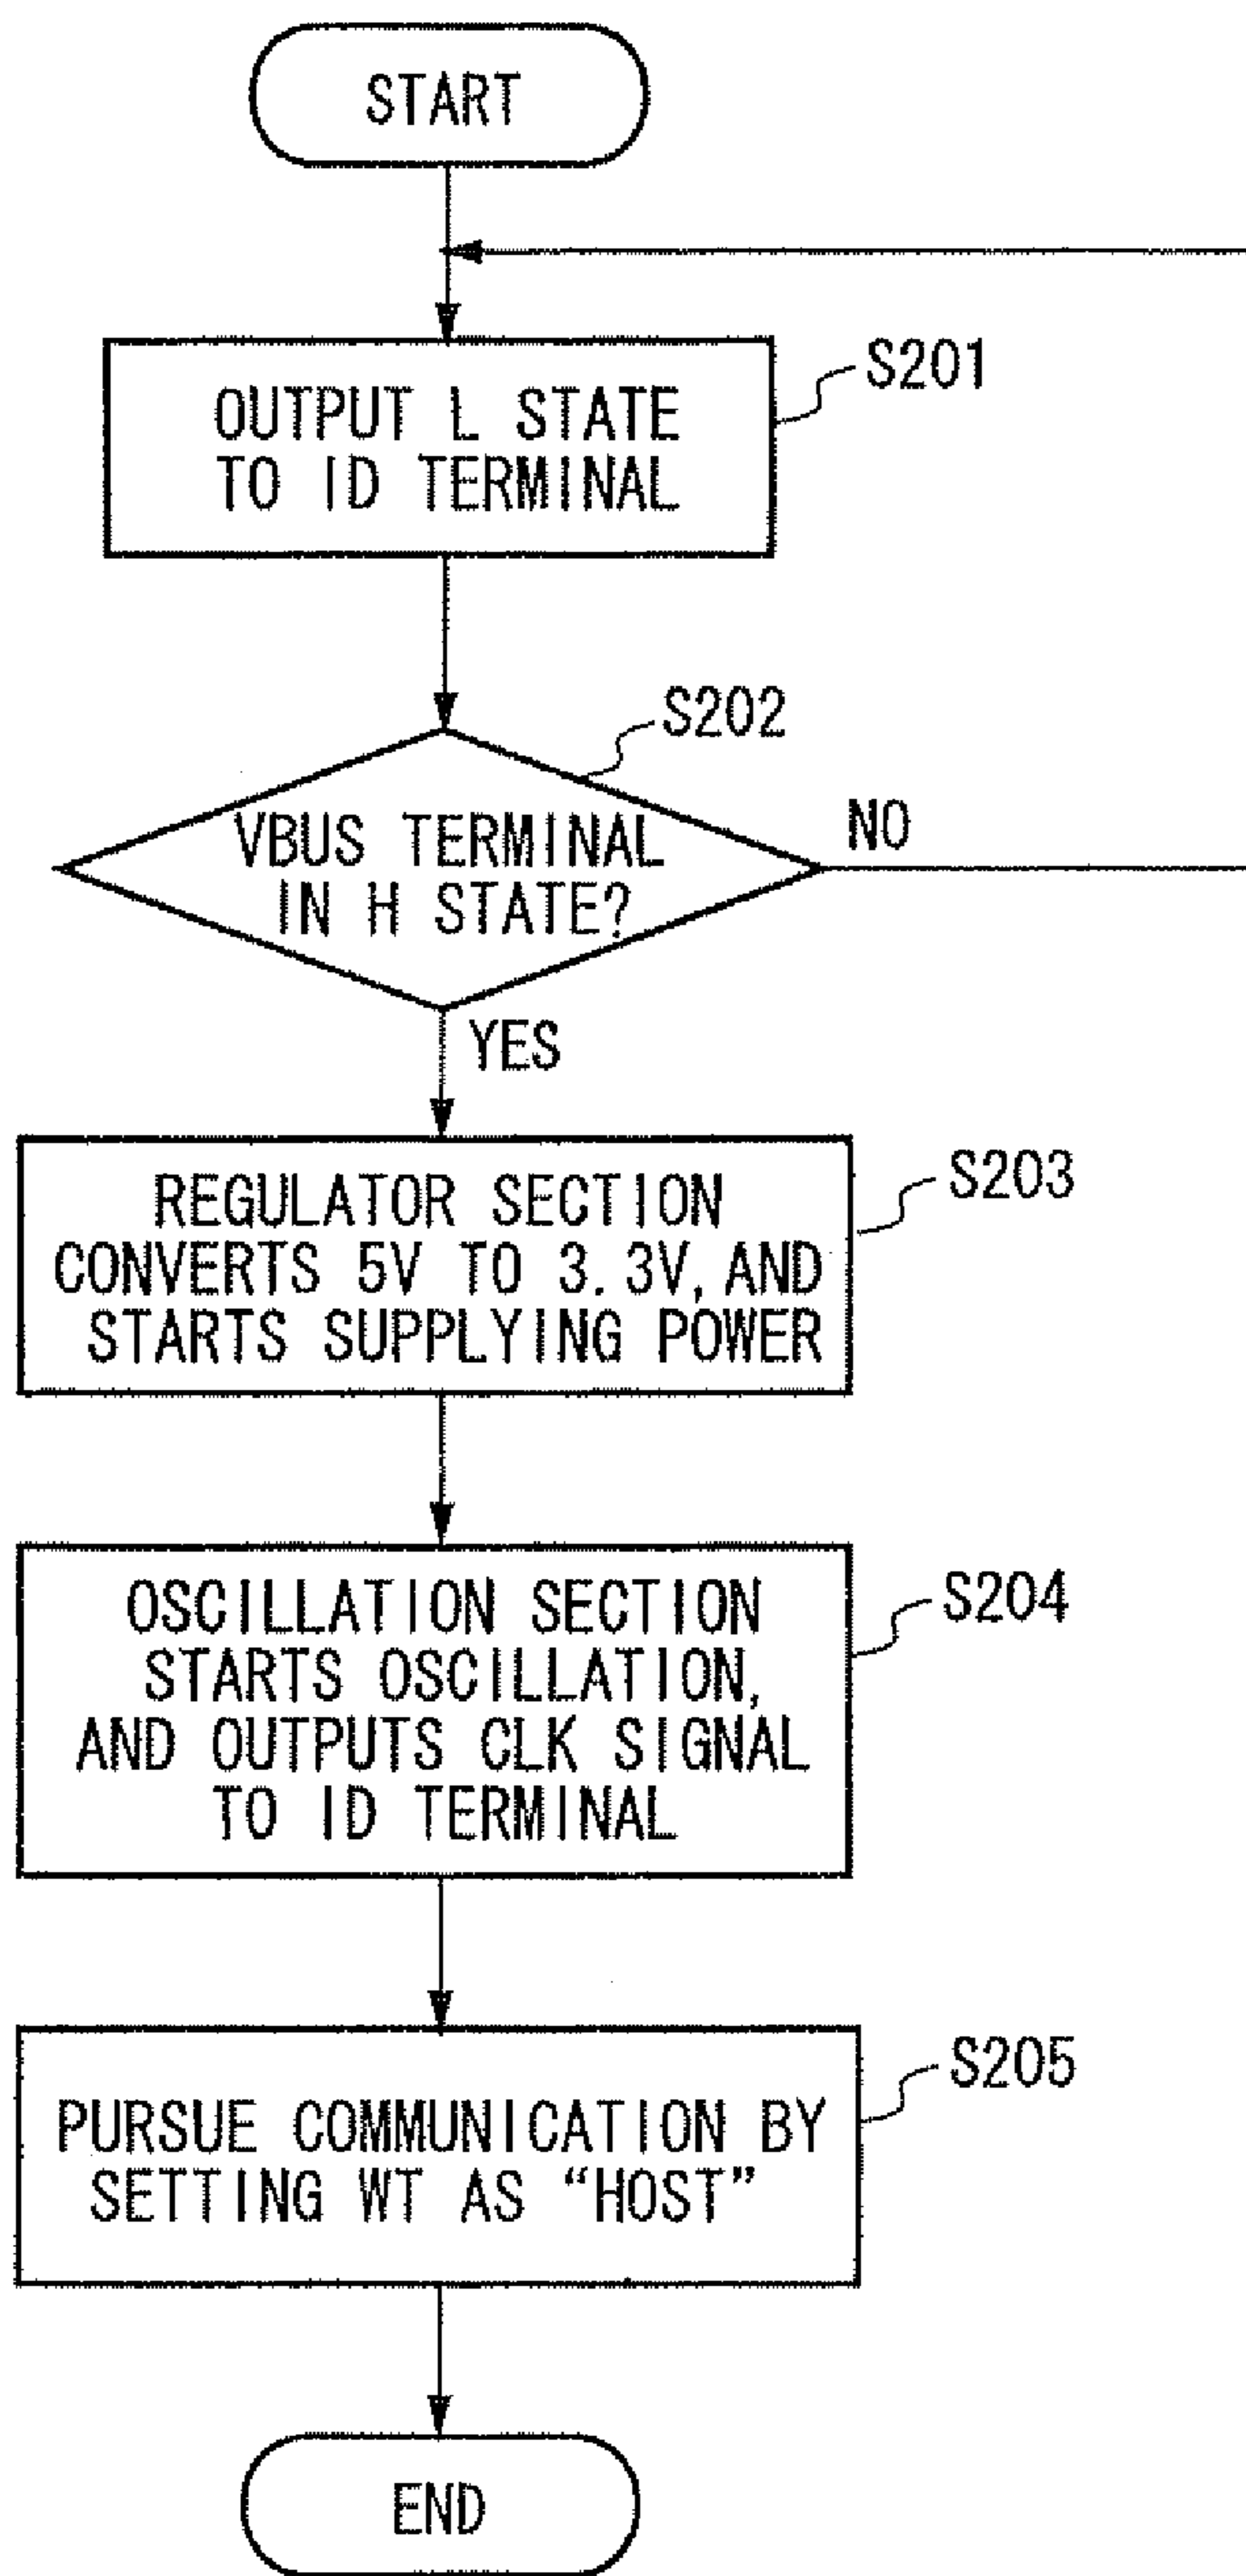 START
S201
OUTPUT L STATE
TO ID TERMINAL
S202
VBUS TERMINAL
IN H STATE?
NO
YES
S203
REGULATOR SECTION
CONVERTS 5V TO 3.3V, AND
STARTS SUPPLYING POWER
S204
OSCILLATION SECTION
STARTS OSCILLATION,
AND OUTPUTS CLK SIGNAL
TO ID TERMINAL
S205
PURSUE COMMUNICATION BY
SETTING WT AS “HOST”
END